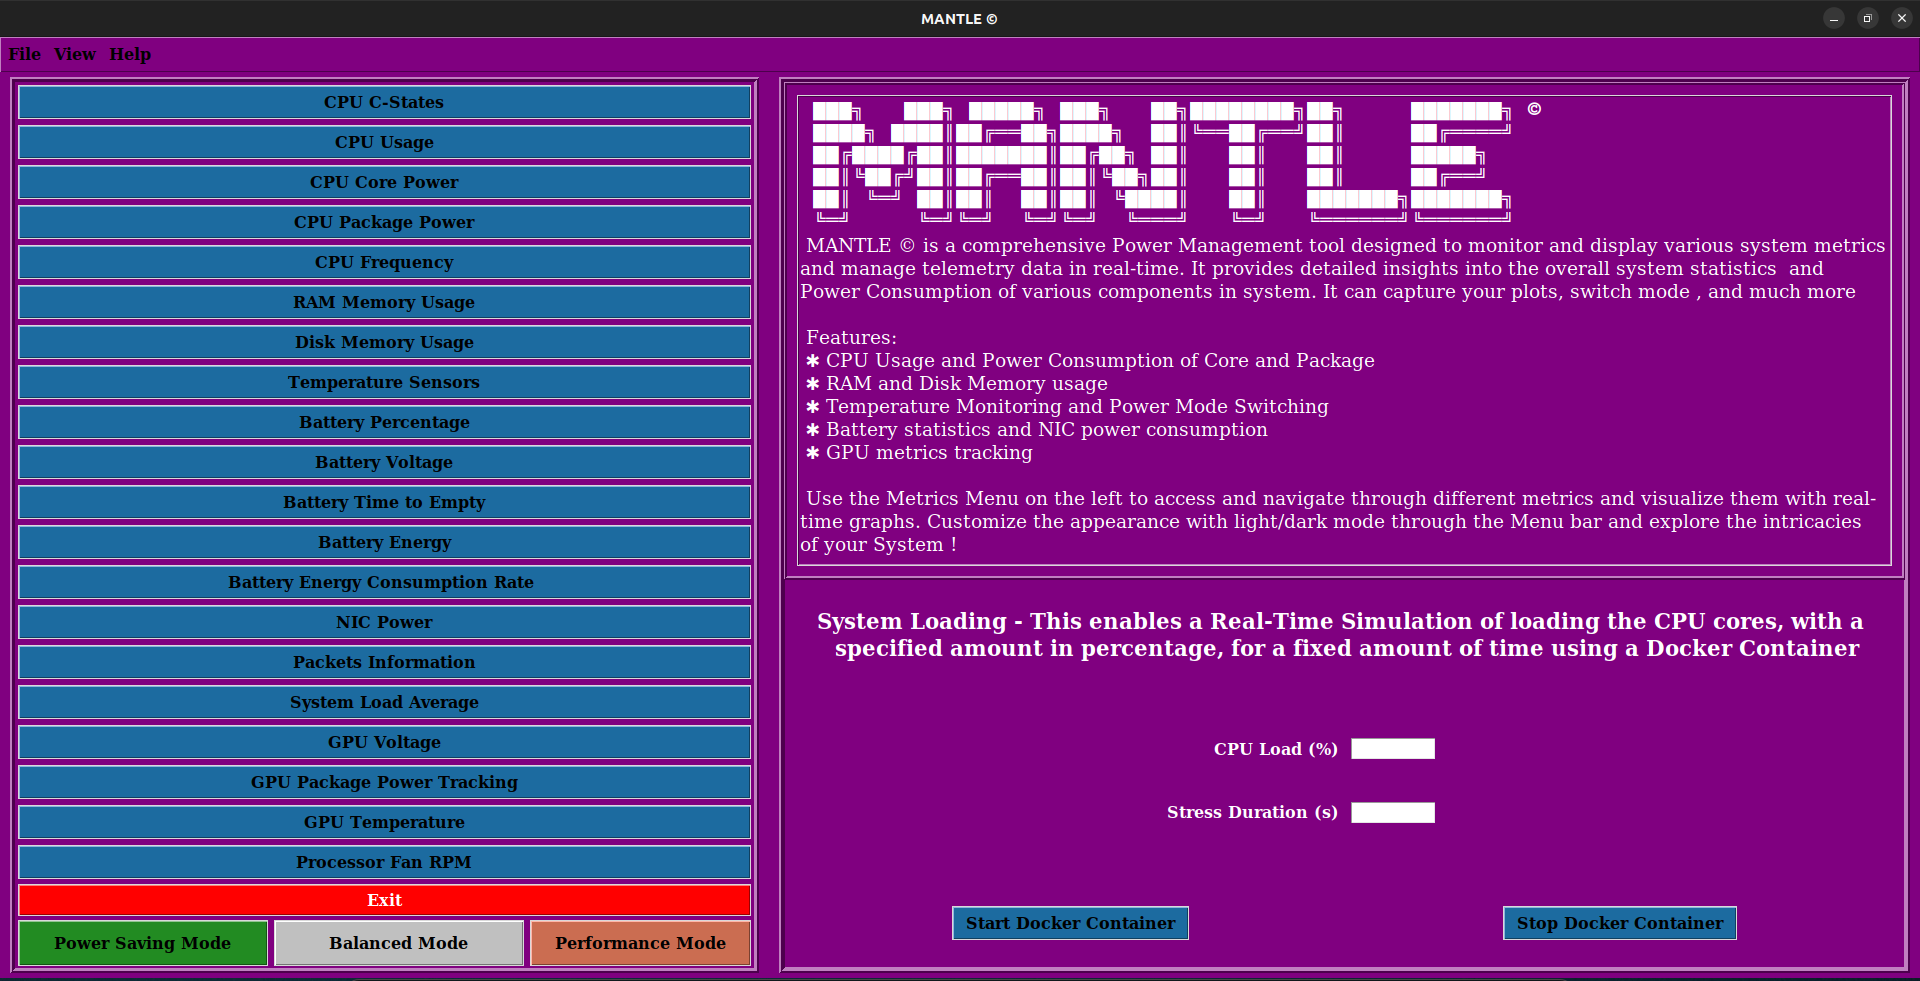 MANTLE ©
File View Help
CPU C-States
CPU Usage
CPU Core Power
CPU Package Power
CPU Frequency
RAM Memory Usage
Disk Memory Usage
Temperature Sensors
Battery Percentage
Battery Voltage
Battery Time to Empty
Battery Energy
Battery Energy Consumption Rate
NIC Power
Packets Information
System Load Average
GPU Voltage
GPU Package Power Tracking
GPU Temperature
Processor Fan RPM
Exit
Power Saving Mode
Balanced Mode
Performance Mode
MANTLE ©
MANTLE © is a comprehensive Power Management tool designed to monitor and display various system metrics
and manage telemetry data in real-time. It provides detailed insights into the overall system statistics  and
Power Consumption of various components in system. It can capture your plots, switch mode , and much more
Features:
✱ CPU Usage and Power Consumption of Core and Package
✱ RAM and Disk Memory usage
✱ Temperature Monitoring and Power Mode Switching
✱ Battery statistics and NIC power consumption
✱ GPU metrics tracking
Use the Metrics Menu on the left to access and navigate through different metrics and visualize them with real-
time graphs. Customize the appearance with light/dark mode through the Menu bar and explore the intricacies
of your System !
System Loading - This enables a Real-Time Simulation of loading the CPU cores, with a
specified amount in percentage, for a fixed amount of time using a Docker Container
CPU Load (%)
Stress Duration (s)
Start Docker Container
Stop Docker Container